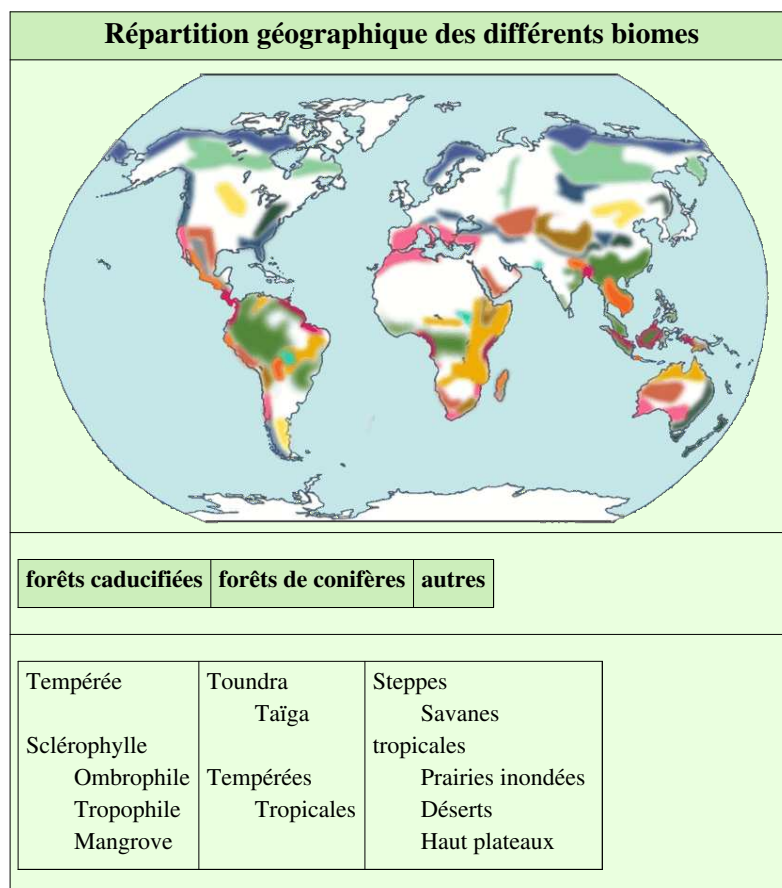 Répartition géographique des différents biomes
forêts caducifiées forêts de conifères autres
Tempérée
Sclérophylle
Ombrophile
Tropophile
Mangrove
Toundra
Taïga
Tempérées
Tropicales
Steppes
Savanes
tropicales
Prairies inondées
Déserts
Haut plateaux